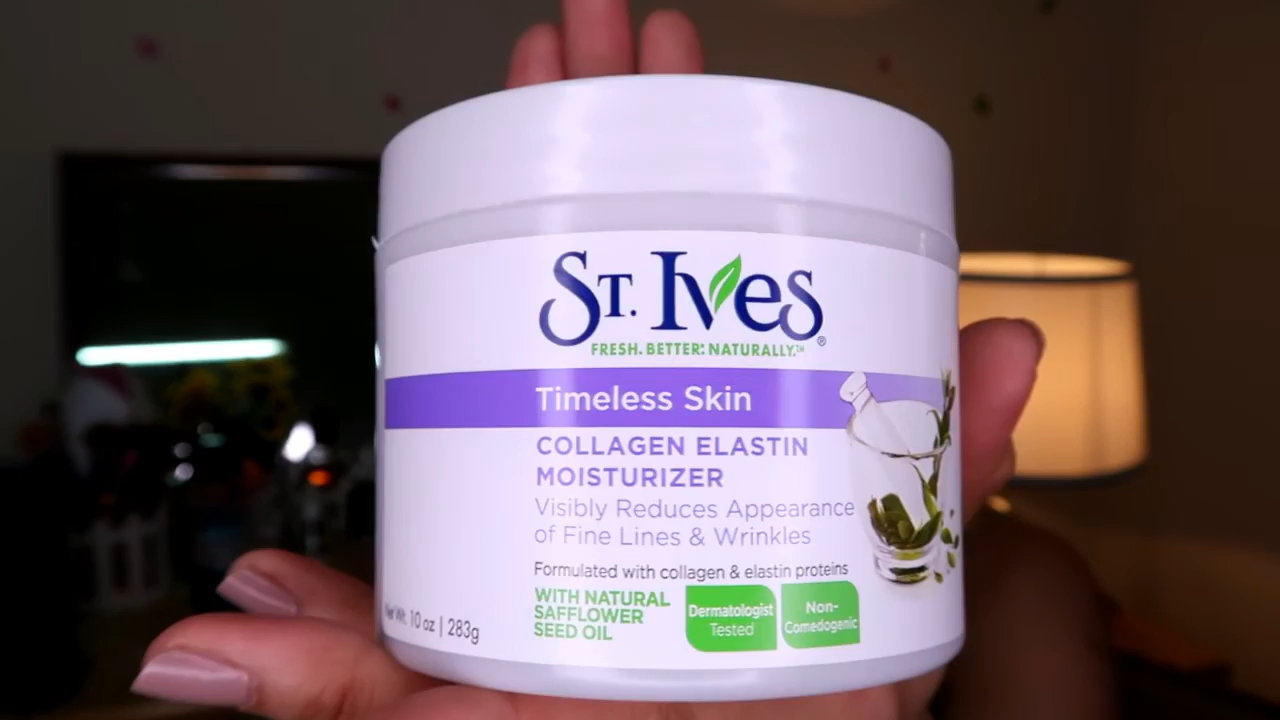 ST. IVES®
FRESH. BETTER. NATURALLY.™
Timeless Skin
COLLAGEN ELASTIN
MOISTURIZER
Visibly Reduces Appearance
of Fine Lines & Wrinkles
Formulated with collagen & elastin proteins
WITH NATURAL
SAFFLOWER
SEED OIL
Dermatologist
Tested
Non-
Comedogenic
Net Wt. 10 oz | 283g